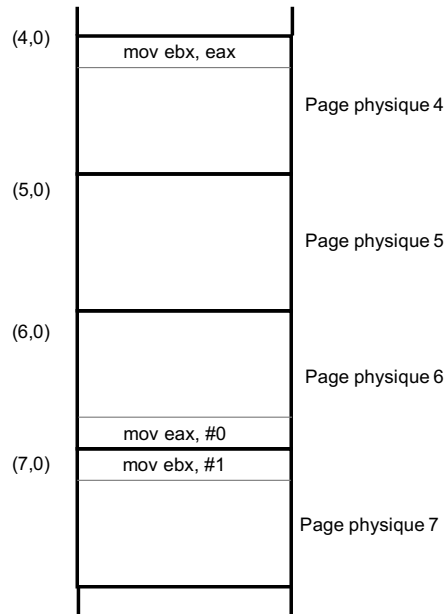 (4,0)
mov ebx, eax
Page physique 4
(5,0)
Page physique 5
(6,0)
Page physique 6
mov eax, #0
(7,0)
mov ebx, #1
Page physique 7